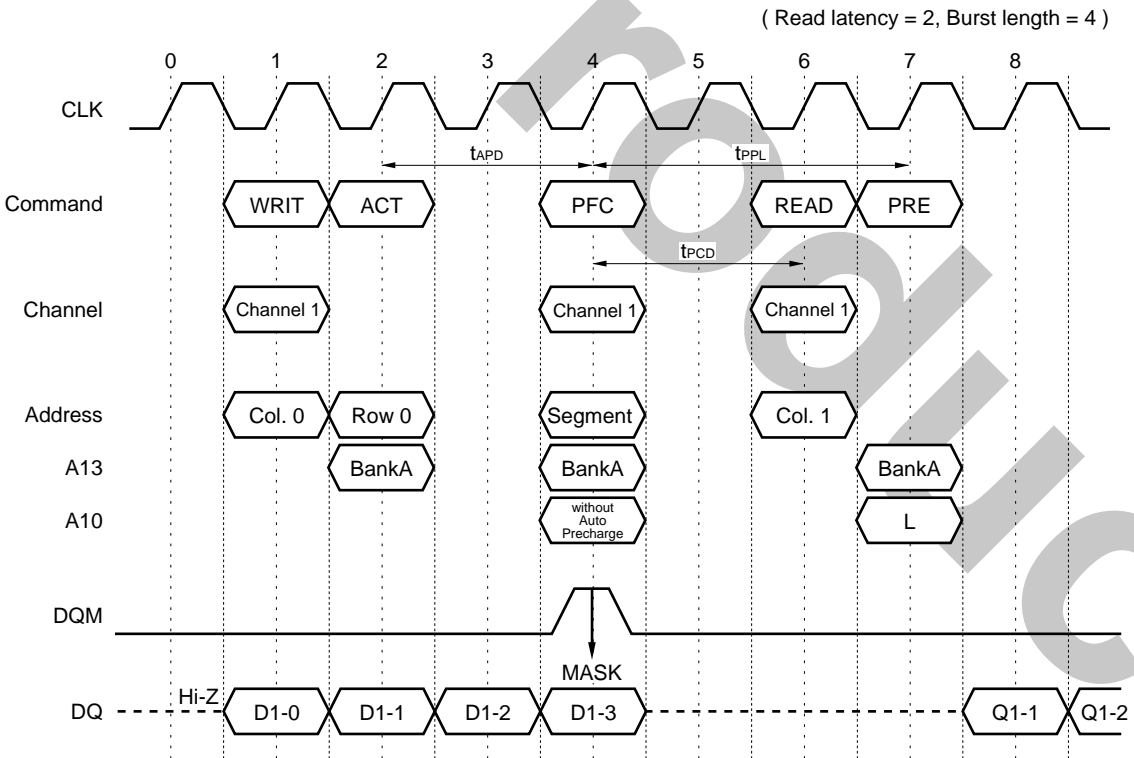 ( Read latency = 2, Burst length = 4 )
0 1 2 3 4 5 6 7 8
CLK
tAPD tPPL
Command WRIT ACT PFC READ PRE
tPCD
Channel Channel 1 Channel 1 Channel 1
Address Col. 0 Row 0 Segment Col. 1
A13 BankA BankA BankA
A10 without Auto Precharge L
DQM
MASK
Hi-Z
DQ D1-0 D1-1 D1-2 D1-3 Q1-1 Q1-2
roduc